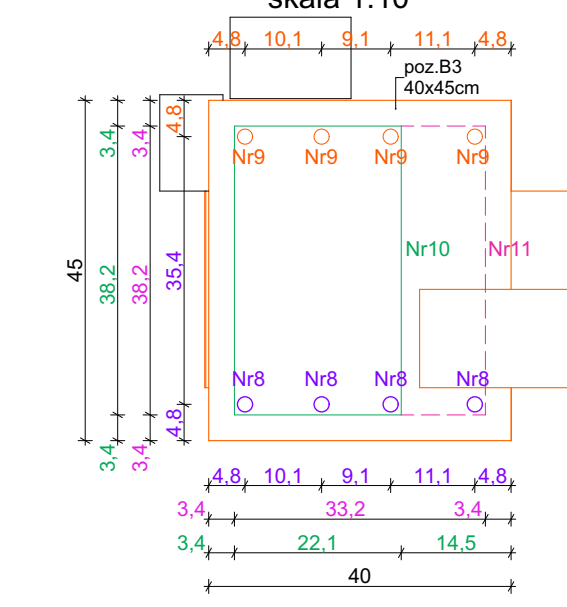 skala 1:10
4,8 10,1 9,1 11,1 4,8
poz.B3
40x45cm
4,8
3,4
3,4
Nr9 Nr9 Nr9 Nr9
45
38,2
38,2
35,4
Nr10 Nr11
Nr8 Nr8 Nr8 Nr8
4,8
3,4
3,4
4,8 10,1 9,1 11,1 4,8
3,4 33,2 3,4
3,4 22,1 14,5
40